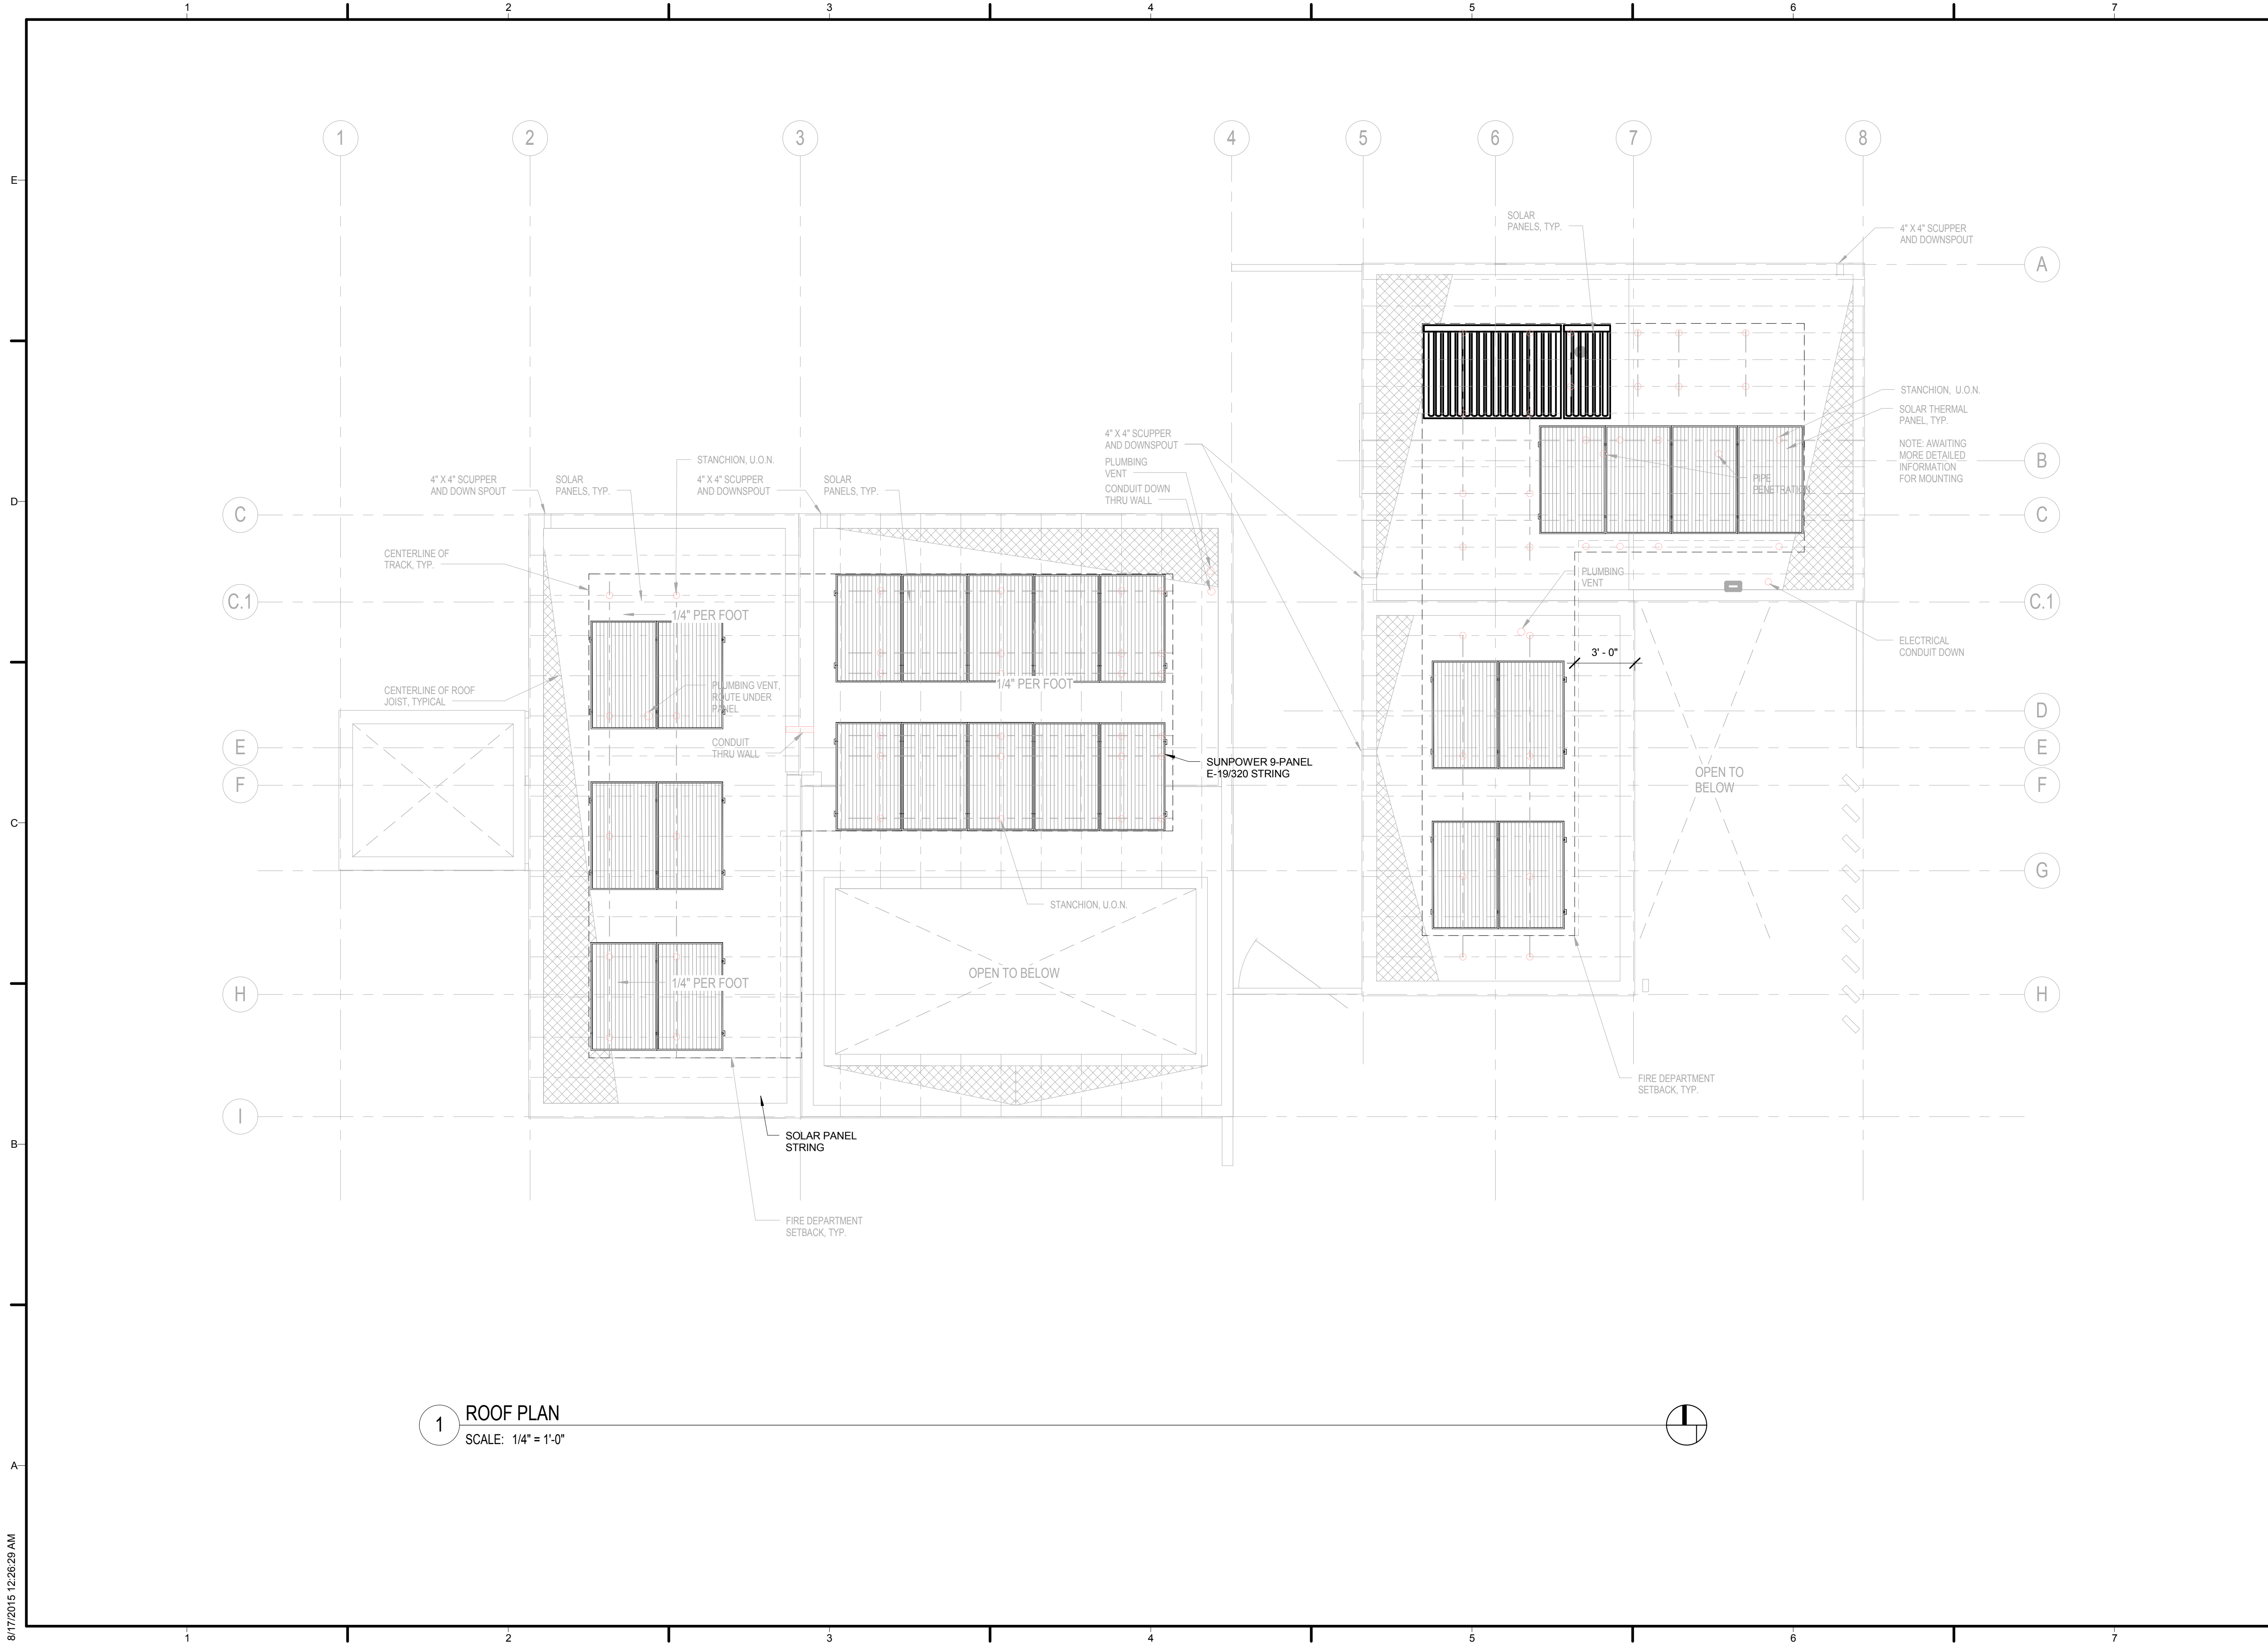 1 2 3 4 5 6 7
E
1 2 3 4 5 6 7 8
SOLAR
PANELS, TYP.
4" X 4" SCUPPER
AND DOWNSPOUT
A
STANCHION, U.O.N.
SOLAR THERMAL
PANEL, TYP.
NOTE: AWAITING
MORE DETAILED
INFORMATION
FOR MOUNTING
B
4" X 4" SCUPPER
AND DOWNSPOUT
PLUMBING
VENT
CONDUIT DOWN
THRU WALL
STANCHION, U.O.N.
4" X 4" SCUPPER
AND DOWN SPOUT
SOLAR
PANELS, TYP.
4" X 4" SCUPPER
AND DOWNSPOUT
SOLAR
PANELS, TYP.
PIPE
PENETRATION
D
C
C
CENTERLINE OF
TRACK, TYP.
PLUMBING
VENT
C.1
C.1
1/4" PER FOOT
ELECTRICAL
CONDUIT DOWN
3' - 0"
CENTERLINE OF ROOF
JOIST, TYPICAL
PLUMBING VENT,
ROUTE UNDER
PANEL
1/4" PER FOOT
D
CONDUIT
THRU WALL
E
E
SUNPOWER 9-PANEL
E-19/320 STRING
OPEN TO
BELOW
F
F
C
G
STANCHION, U.O.N.
OPEN TO BELOW
1/4" PER FOOT
H
H
FIRE DEPARTMENT
SETBACK, TYP.
I
SOLAR PANEL
STRING
B
FIRE DEPARTMENT
SETBACK, TYP.
1 ROOF PLAN
SCALE: 1/4" = 1'-0"
A
8/17/2015 12:26:29 AM
1 2 3 4 5 6 7